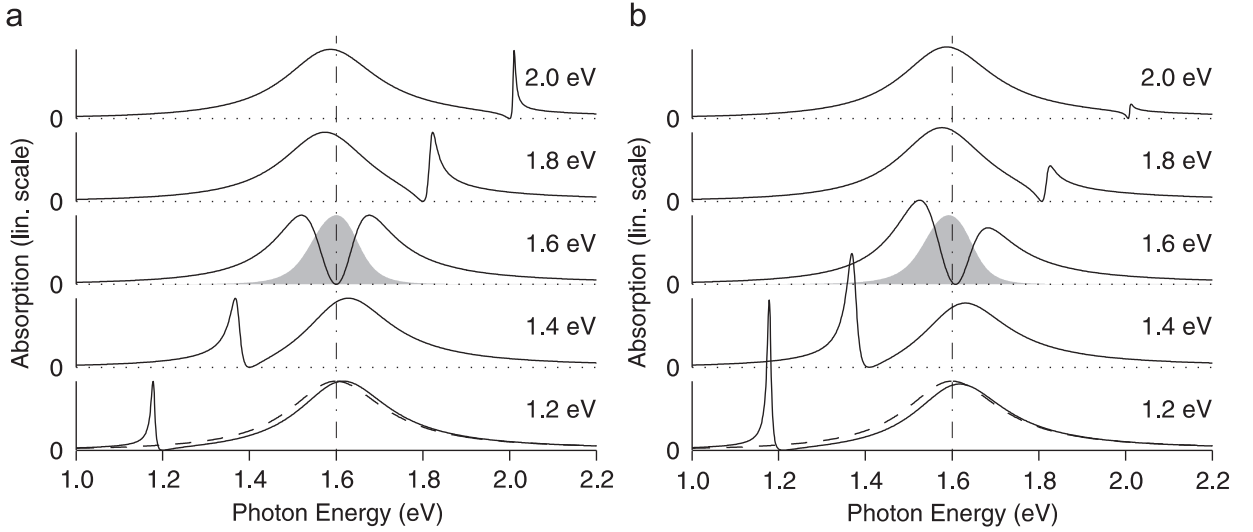 a
Absorption (lin. scale)
2.0 eV
0
1.8 eV
0
1.6 eV
0
1.4 eV
0
1.2 eV
0
1.0 1.2 1.4 1.6 1.8 2.0 2.2
Photon Energy (eV)
b
Absorption (lin. scale)
2.0 eV
0
1.8 eV
0
1.6 eV
0
1.4 eV
0
1.2 eV
0
1.0 1.2 1.4 1.6 1.8 2.0 2.2
Photon Energy (eV)